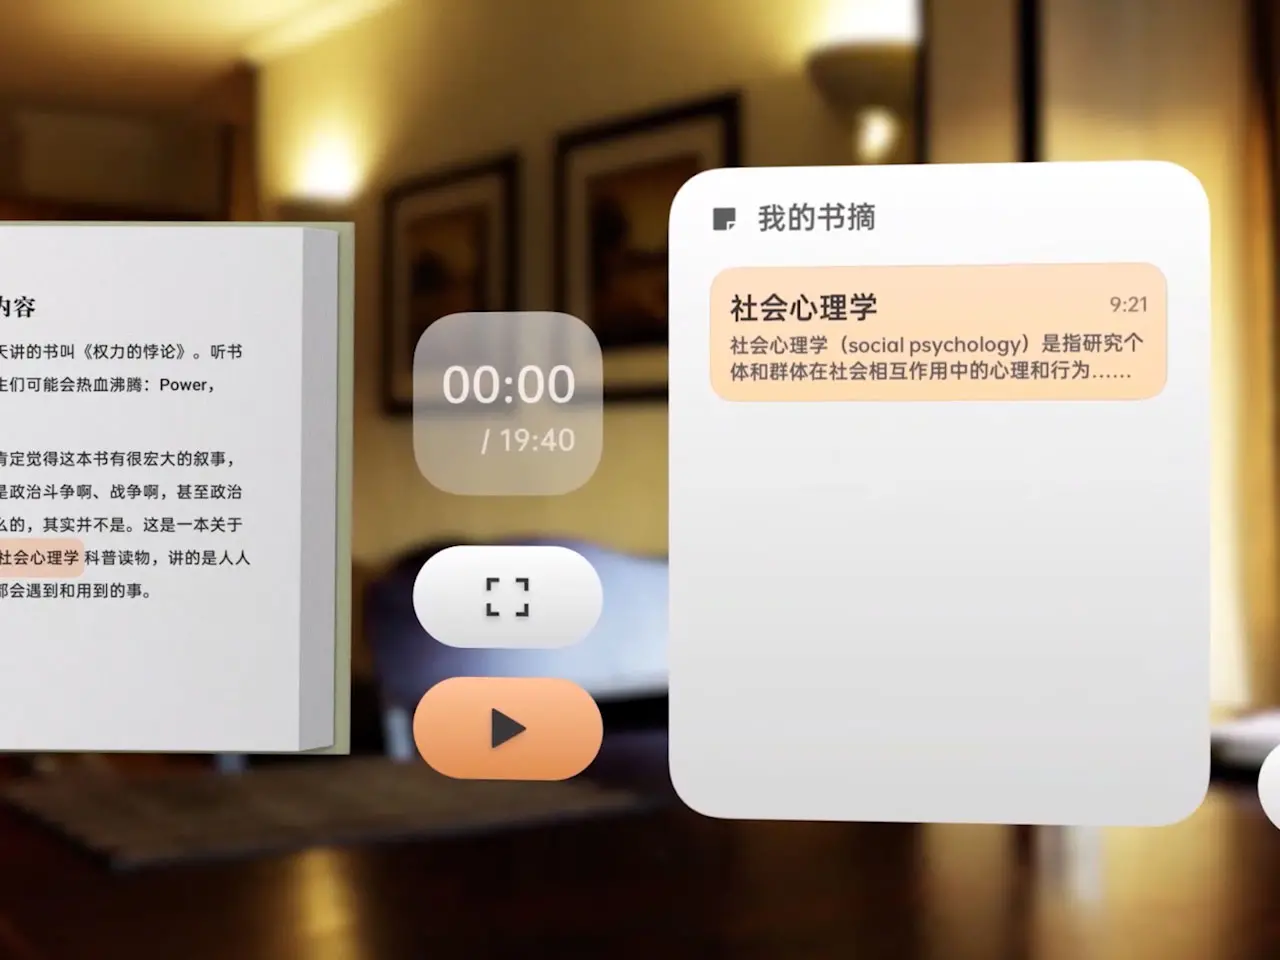 内容
天讲的书叫《权力的悖论》。听书
生们可能会热血沸腾：Power，
肯定觉得这本书有很宏大的叙事，
是政治斗争啊、战争啊，甚至政治
么的，其实并不是。这是一本关于
社会心理学科普读物，讲的是人人
都会遇到和用到的事。
00:00
/ 19:40
我的书摘
社会心理学 9:21
社会心理学（social psychology）是指研究个
体和群体在社会相互作用中的心理和行为……